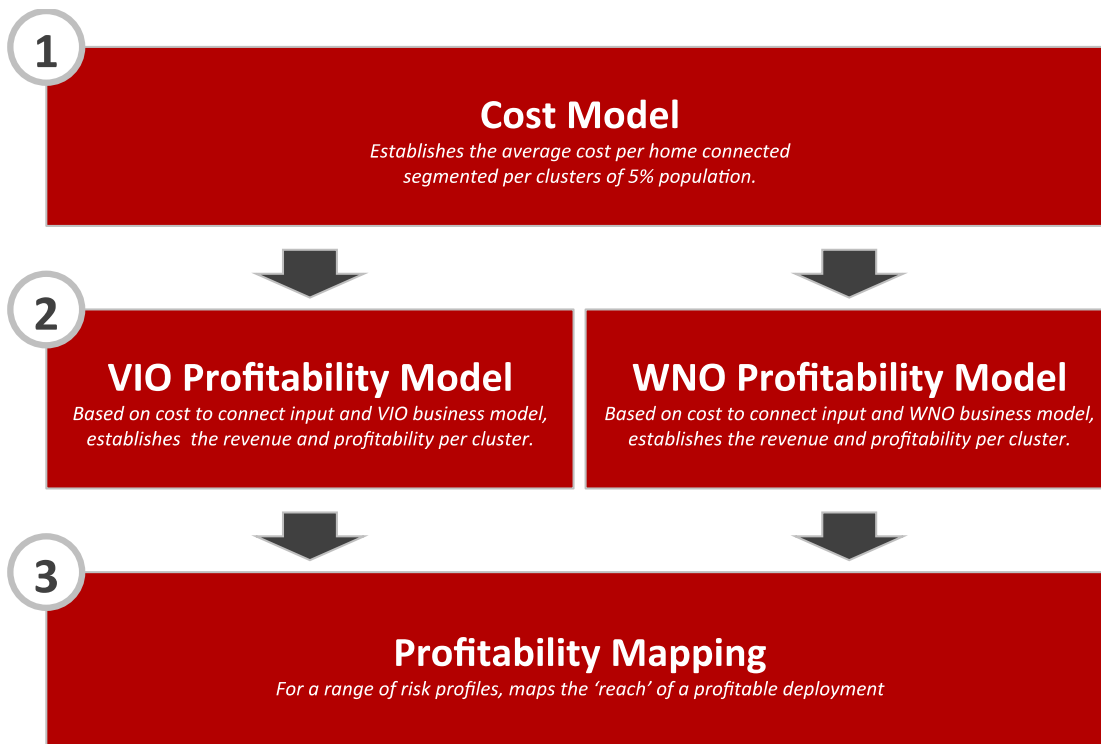 1
Cost Model
Establishes the average cost per home connected
segmented per clusters of 5% population.
2
VIO Profitability Model
Based on cost to connect input and VIO business model,
establishes  the revenue and profitability per cluster.
WNO Profitability Model
Based on cost to connect input and WNO business model,
establishes the revenue and profitability per cluster.
3
Profitability Mapping
For a range of risk profiles, maps the ‘reach’ of a profitable deployment